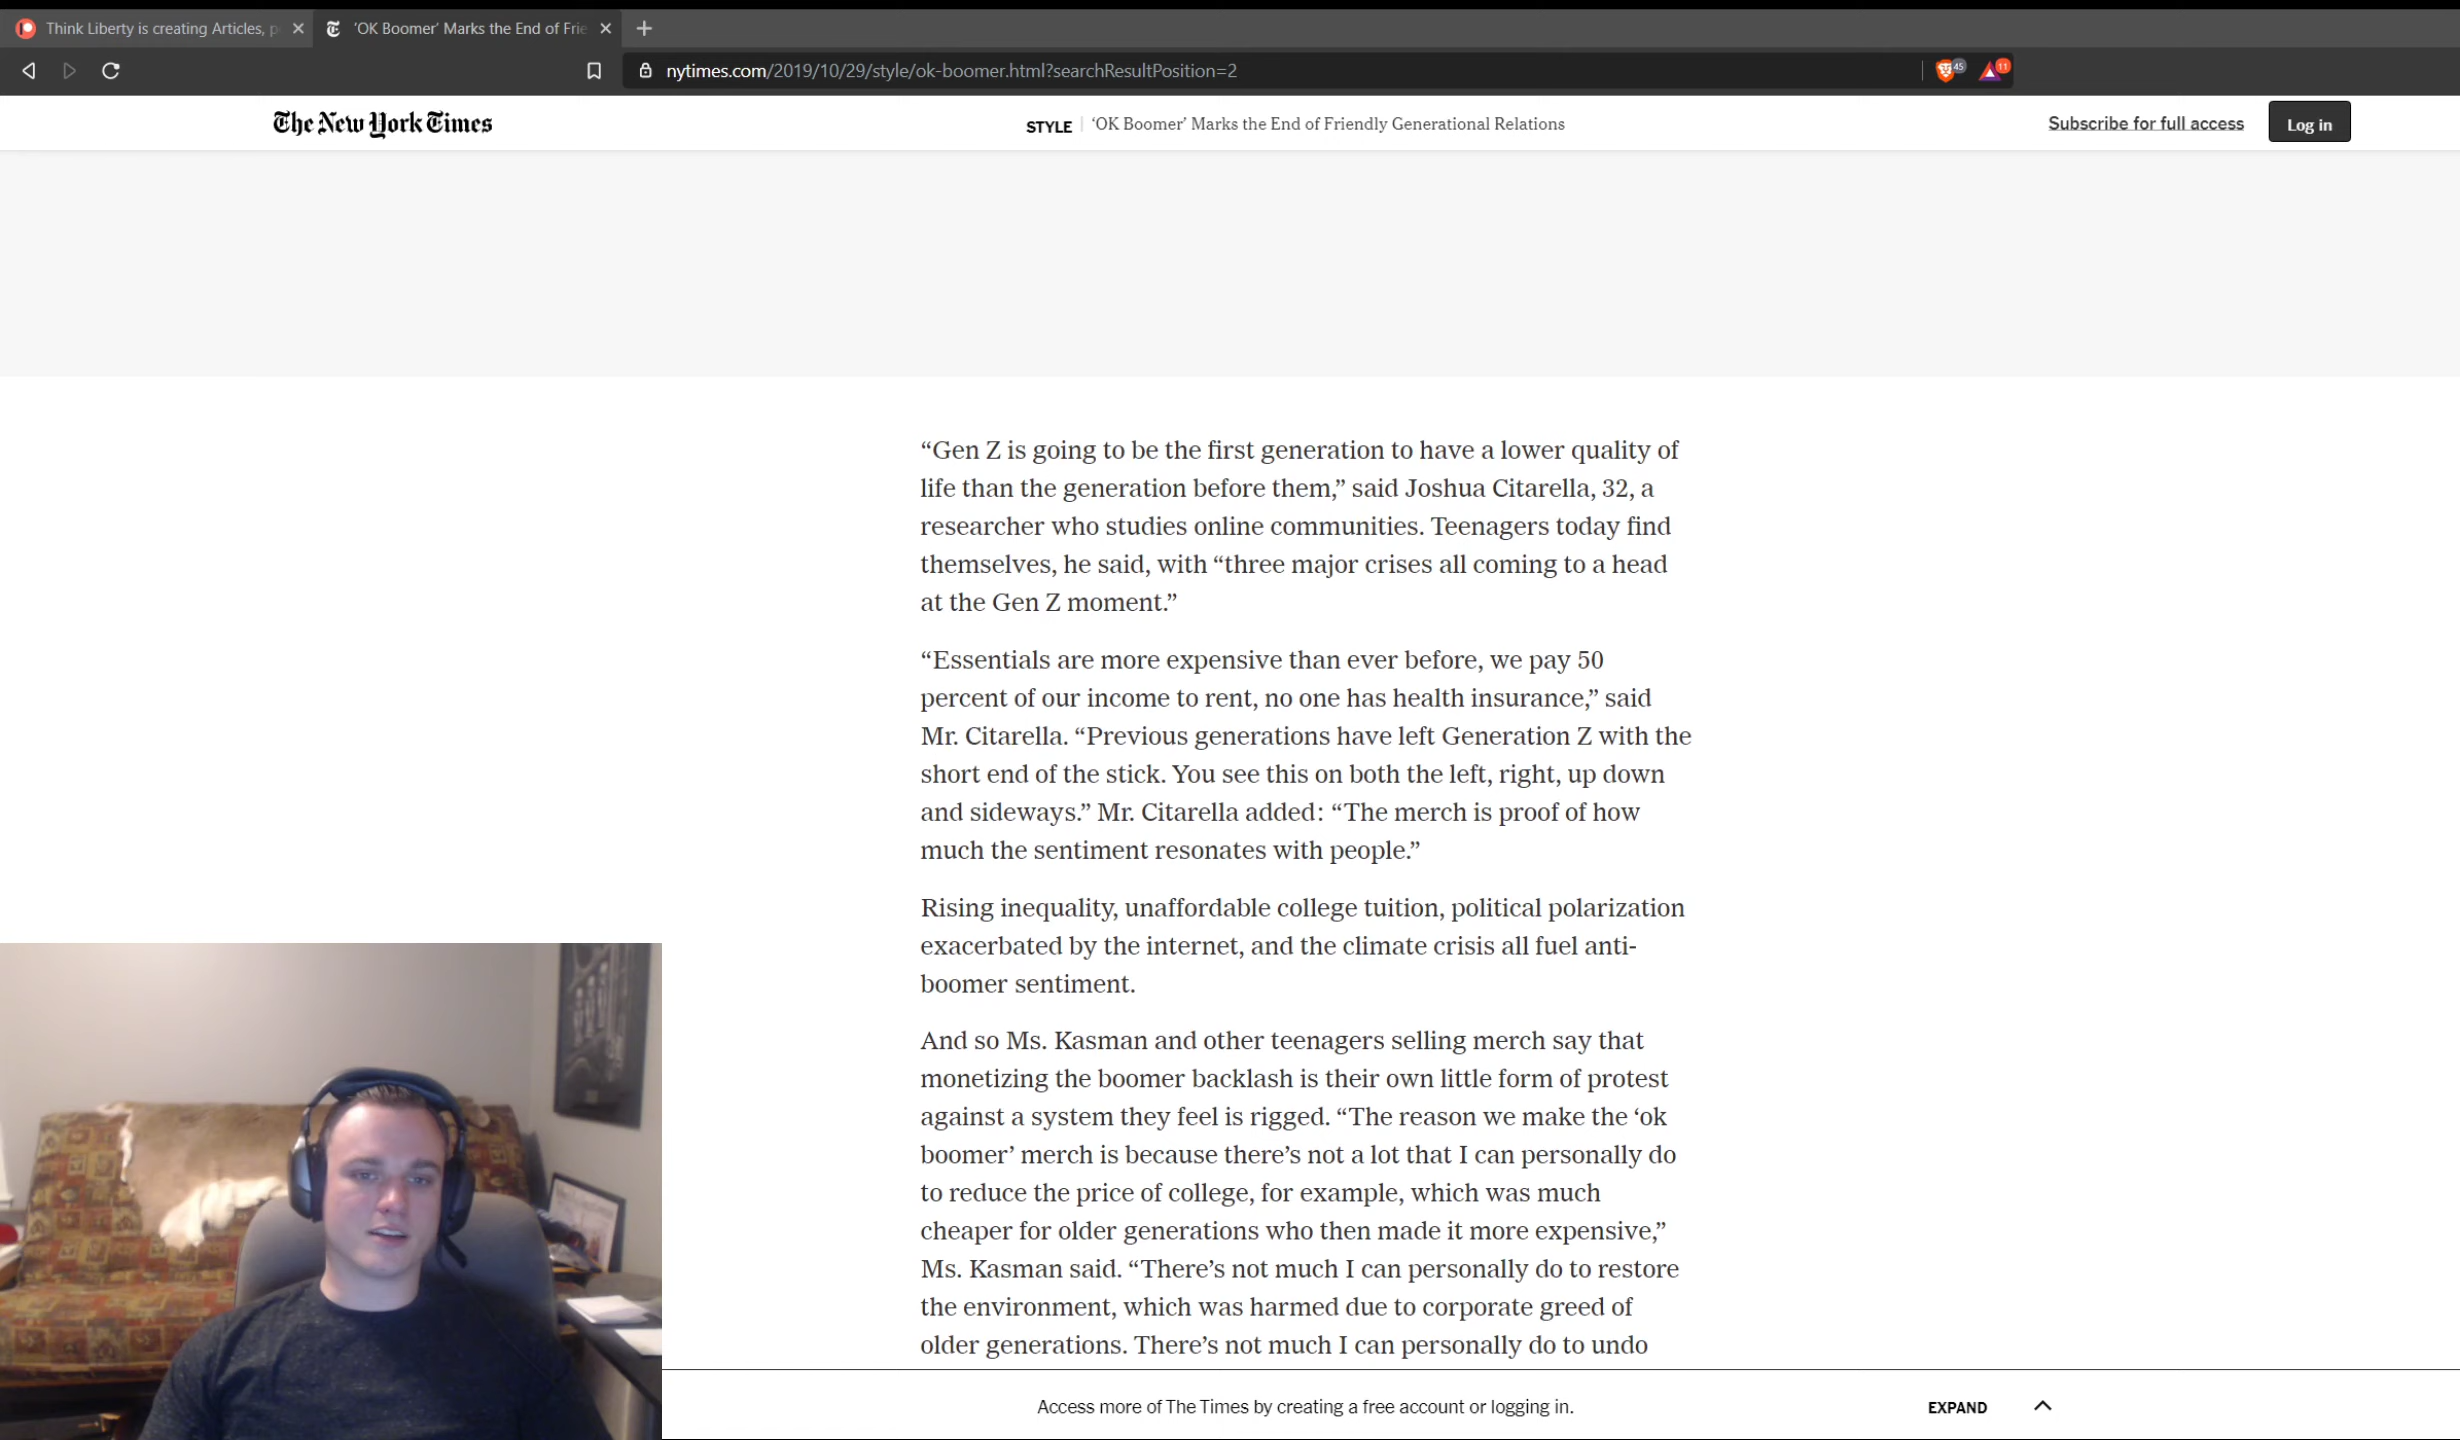 Think Liberty is creating Articles, p
'OK Boomer' Marks the End of Frie
nytimes.com/2019/10/29/style/ok-boomer.html?searchResultPosition=2
45
11
The New York Times
STYLE
'OK Boomer' Marks the End of Friendly Generational Relations
Subscribe for full access
Log in
“Gen Z is going to be the first generation to have a lower quality of
life than the generation before them,” said Joshua Citarella, 32, a
researcher who studies online communities. Teenagers today find
themselves, he said, with “three major crises all coming to a head
at the Gen Z moment.”
“Essentials are more expensive than ever before, we pay 50
percent of our income to rent, no one has health insurance,” said
Mr. Citarella. “Previous generations have left Generation Z with the
short end of the stick. You see this on both the left, right, up down
and sideways.” Mr. Citarella added: “The merch is proof of how
much the sentiment resonates with people.”
Rising inequality, unaffordable college tuition, political polarization
exacerbated by the internet, and the climate crisis all fuel anti-
boomer sentiment.
And so Ms. Kasman and other teenagers selling merch say that
monetizing the boomer backlash is their own little form of protest
against a system they feel is rigged. “The reason we make the ‘ok
boomer’ merch is because there’s not a lot that I can personally do
to reduce the price of college, for example, which was much
cheaper for older generations who then made it more expensive,”
Ms. Kasman said. “There’s not much I can personally do to restore
the environment, which was harmed due to corporate greed of
older generations. There’s not much I can personally do to undo
Access more of The Times by creating a free account or logging in.
EXPAND